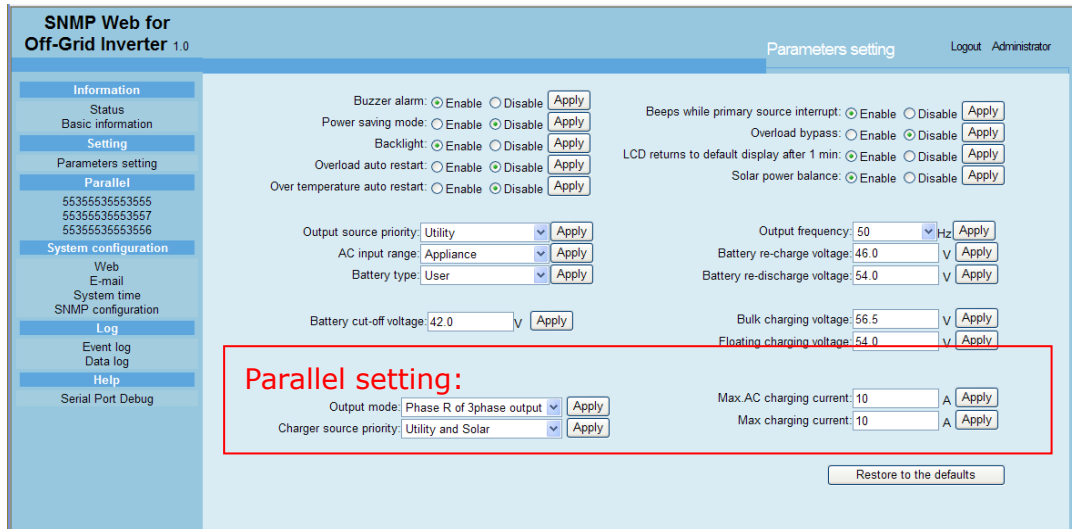 SNMP Web for
Off-Grid Inverter 1.0
Parameters setting
Logout Administrator
Information
Status
Basic information
Setting
Parameters setting
Parallel
55355535553555
55355535553557
55355535553556
System configuration
Web
E-mail
System time
SNMP configuration
Log
Event log
Data log
Help
Serial Port Debug
Buzzer alarm: Enable Disable Apply
Power saving mode: Enable Disable Apply
Backlight: Enable Disable Apply
Overload auto restart: Enable Disable Apply
Over temperature auto restart: Enable Disable Apply
Beeps while primary source interrupt: Enable Disable Apply
Overload bypass: Enable Disable Apply
LCD returns to default display after 1 min: Enable Disable Apply
Solar power balance: Enable Disable Apply
Output source priority: Utility Apply
AC input range: Appliance Apply
Battery type: User Apply
Output frequency: 50 Hz Apply
Battery re-charge voltage: 46.0 V Apply
Battery re-discharge voltage: 54.0 V Apply
Battery cut-off voltage: 42.0 V Apply
Bulk charging voltage: 56.5 V Apply
Floating charging voltage: 54.0 V Apply
Parallel setting:
Output mode: Phase R of 3phase output Apply
Charger source priority: Utility and Solar Apply
Max.AC charging current: 10 A Apply
Max charging current: 10 A Apply
Restore to the defaults